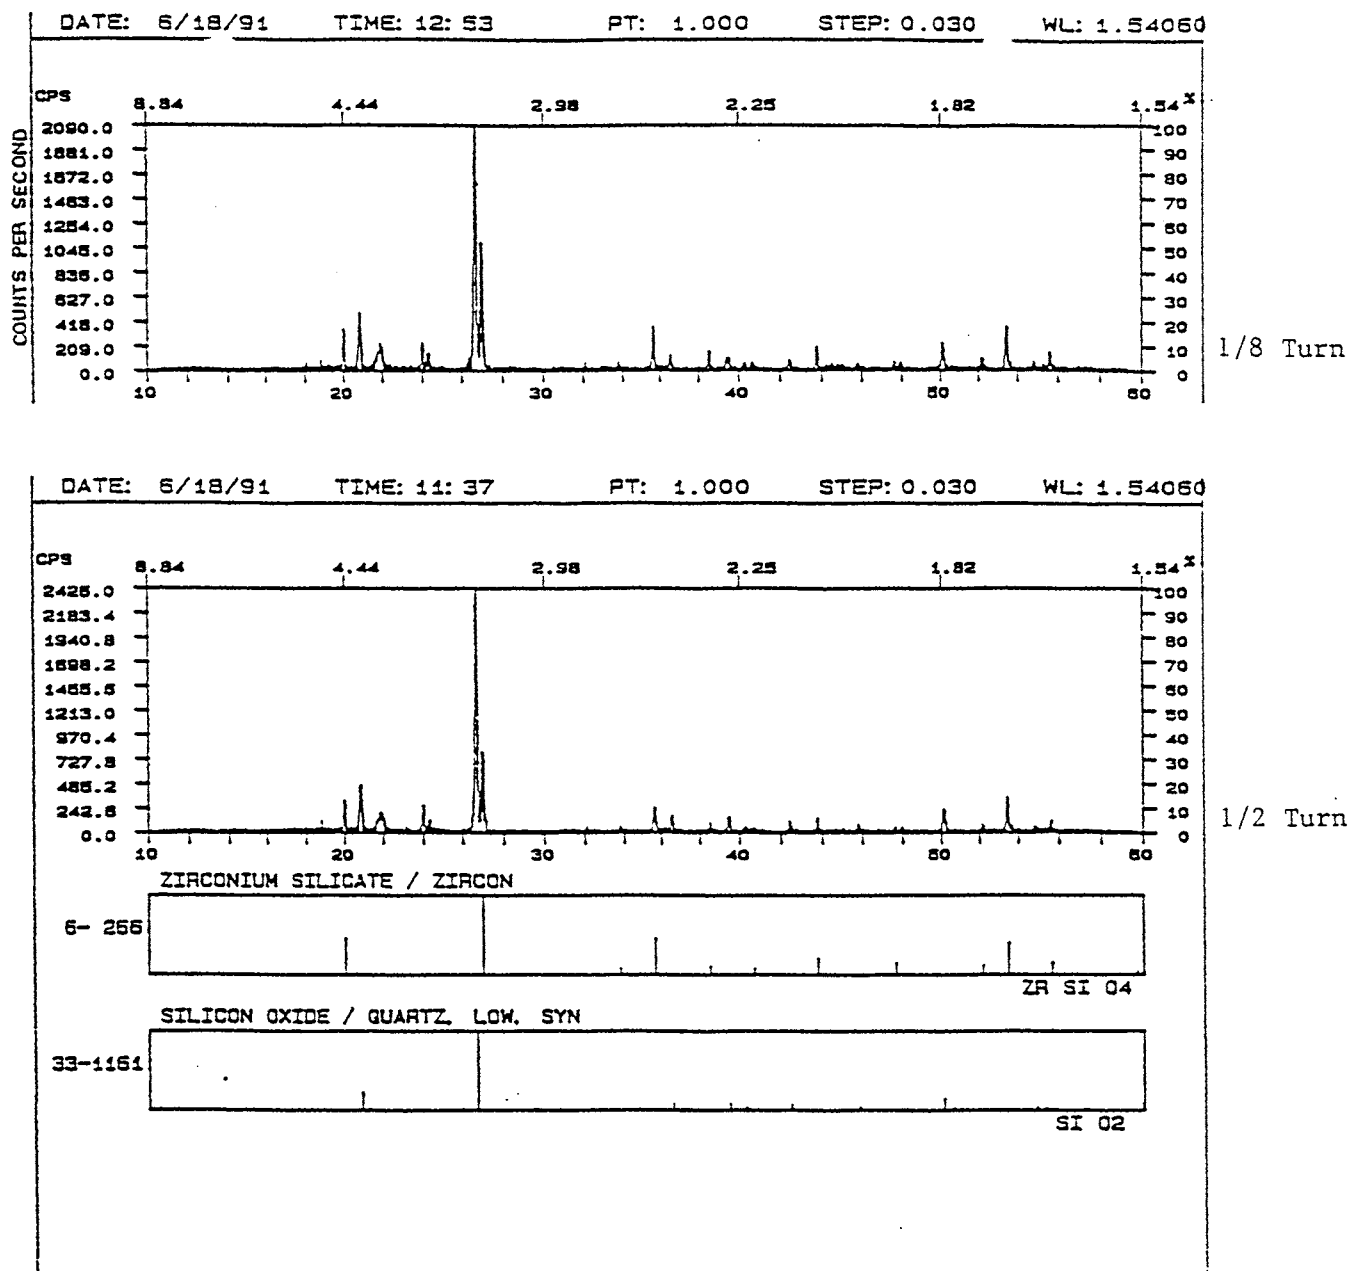 DATE: 6/18/91 TIME: 12:53 PT: 1.000 STEP: 0.030 WL: 1.54060
CPS 8.84 4.44 2.98 2.25 1.82 1.54 %
COUNTS PER SECOND
2090.0 100
1881.0 90
1672.0 80
1463.0 70
1254.0 60
1045.0 50
836.0 40
627.0 30
418.0 20
209.0 10
0.0 0
1/8 Turn
10 20 30 40 50 60
DATE: 6/18/91 TIME: 11:37 PT: 1.000 STEP: 0.030 WL: 1.54060
CPS 8.84 4.44 2.98 2.25 1.82 1.54 %
2426.0 100
2183.4 90
1940.8 80
1698.2 70
1455.6 60
1213.0 50
970.4 40
727.8 30
485.2 20
242.6 10
0.0 0
1/2 Turn
10 20 30 40 50 60
ZIRCONIUM SILICATE / ZIRCON
6- 266
ZR SI O4
SILICON OXIDE / QUARTZ, LOW, SYN
33-1161
SI O2